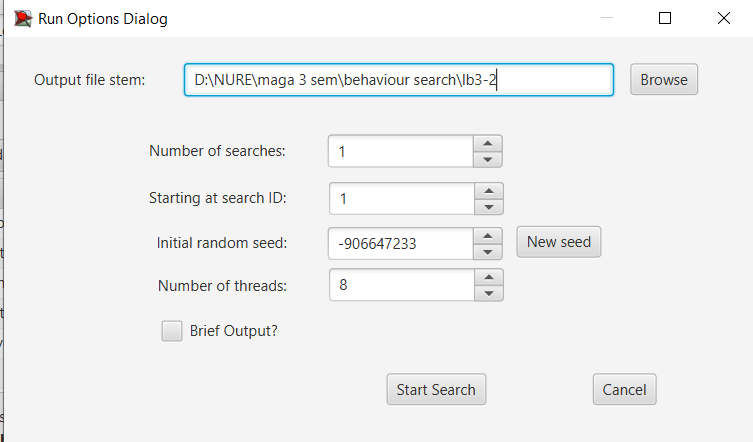 Run Options Dialog
Output file stem: D:\NURE\maga 3 sem\behaviour search\lb3-2 Browse
Number of searches: 1
Starting at search ID: 1
Initial random seed: -906647233 New seed
Number of threads: 8
Brief Output?
Start Search Cancel